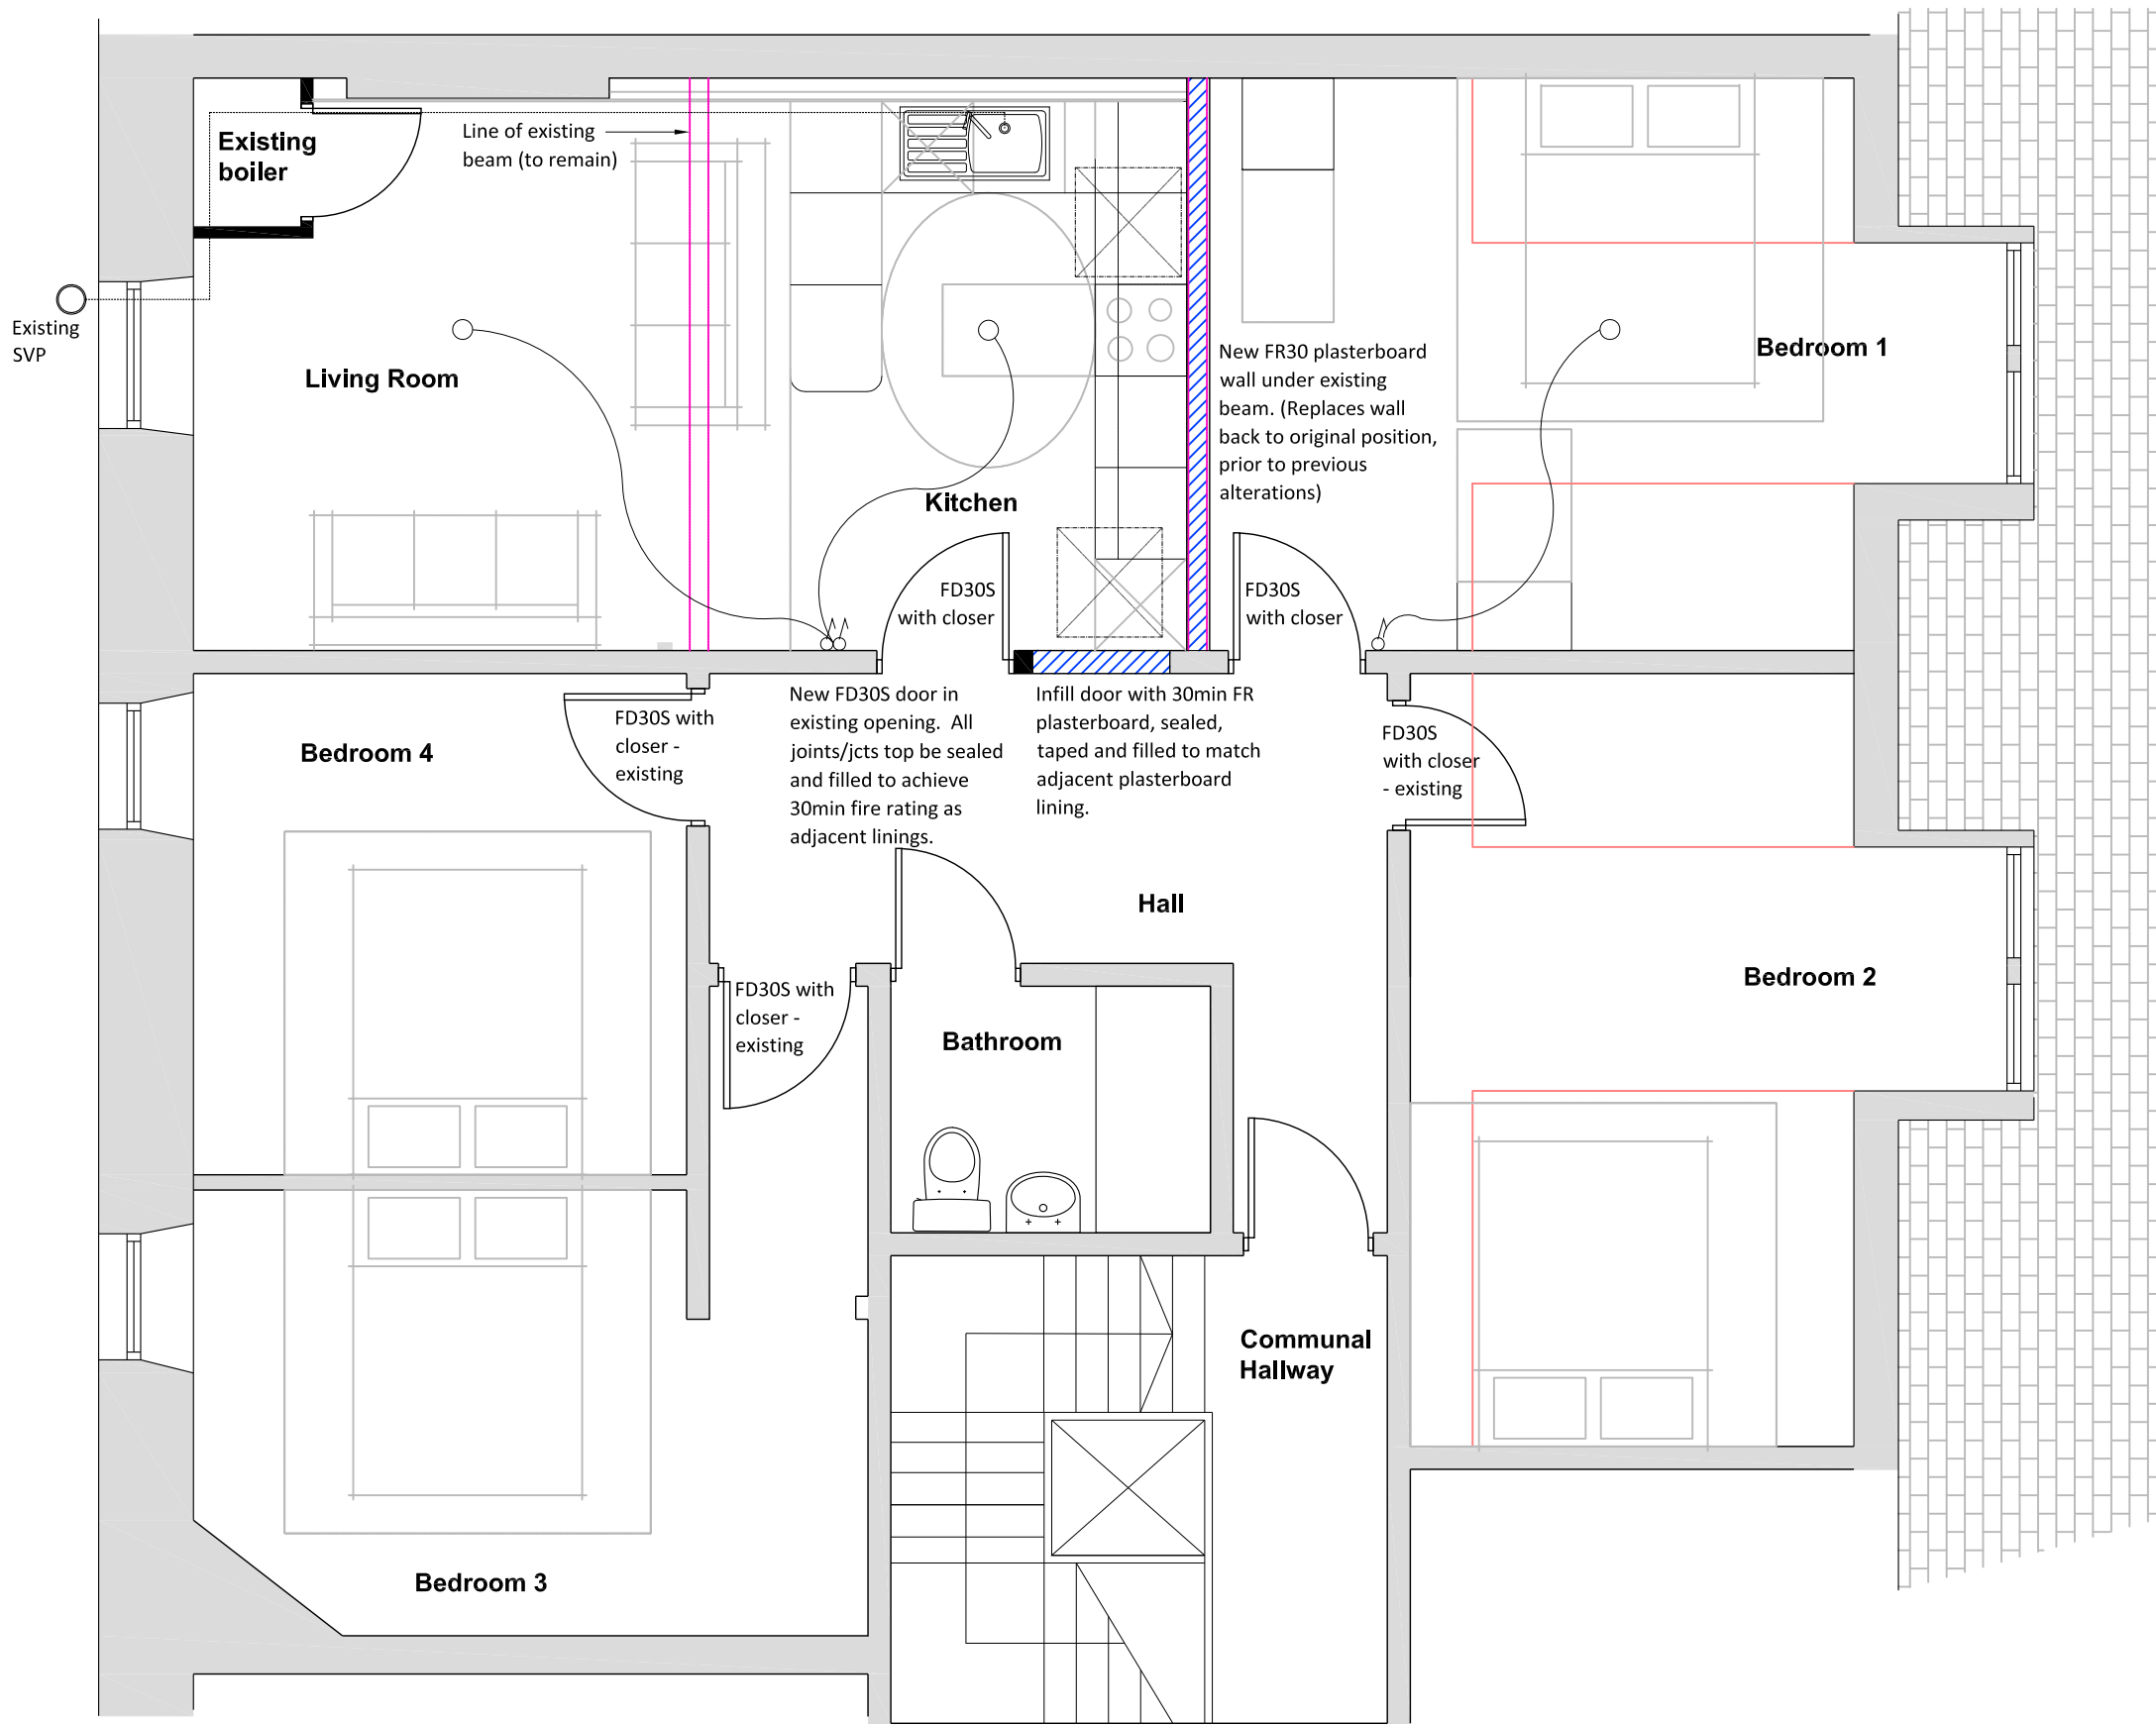 Existing
boiler
Line of existing
beam (to remain)
Existing
SVP
Living Room
Kitchen
New FR30 plasterboard
wall under existing
beam. (Replaces wall
back to original position,
prior to previous
alterations)
Bedroom 1
FD30S
with closer
FD30S
with closer
Bedroom 4
FD30S with
closer -
existing
New FD30S door in
existing opening. All
joints/jcts top be sealed
and filled to achieve
30min fire rating as
adjacent linings.
Infill door with 30min FR
plasterboard, sealed,
taped and filled to match
adjacent plasterboard
lining.
FD30S
with closer
- existing
Hall
Bedroom 2
FD30S with
closer -
existing
Bathroom
Communal
Hallway
Bedroom 3